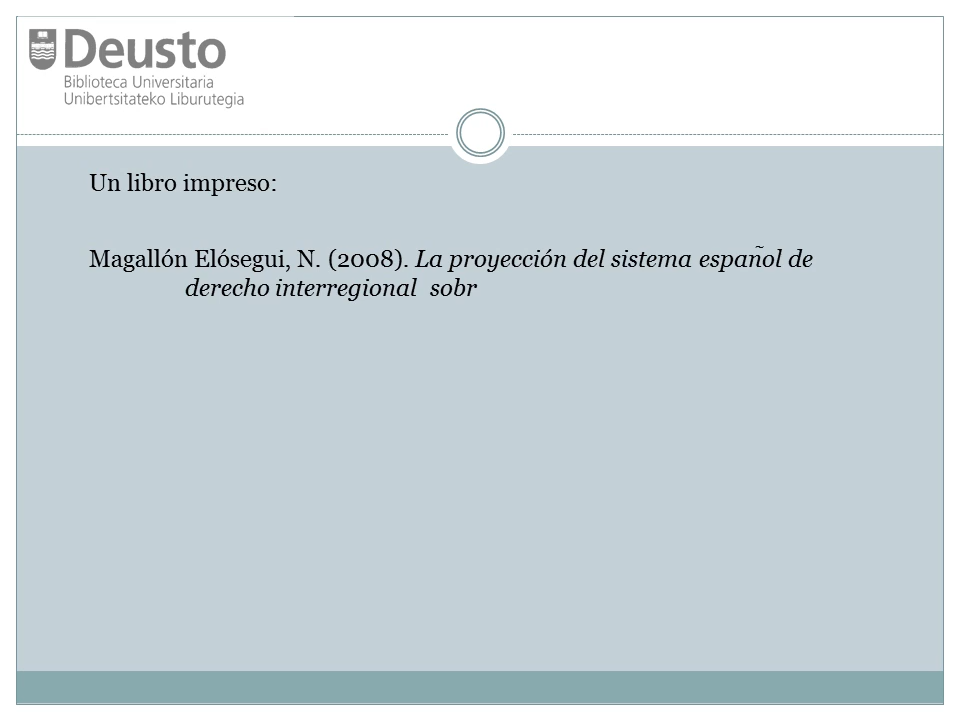 Deusto
Biblioteca Universitaria
Unibertsitateko Liburutegia
Un libro impreso:
Magallón Elósegui, N. (2008). La proyección del sistema español de
derecho interregional sobr